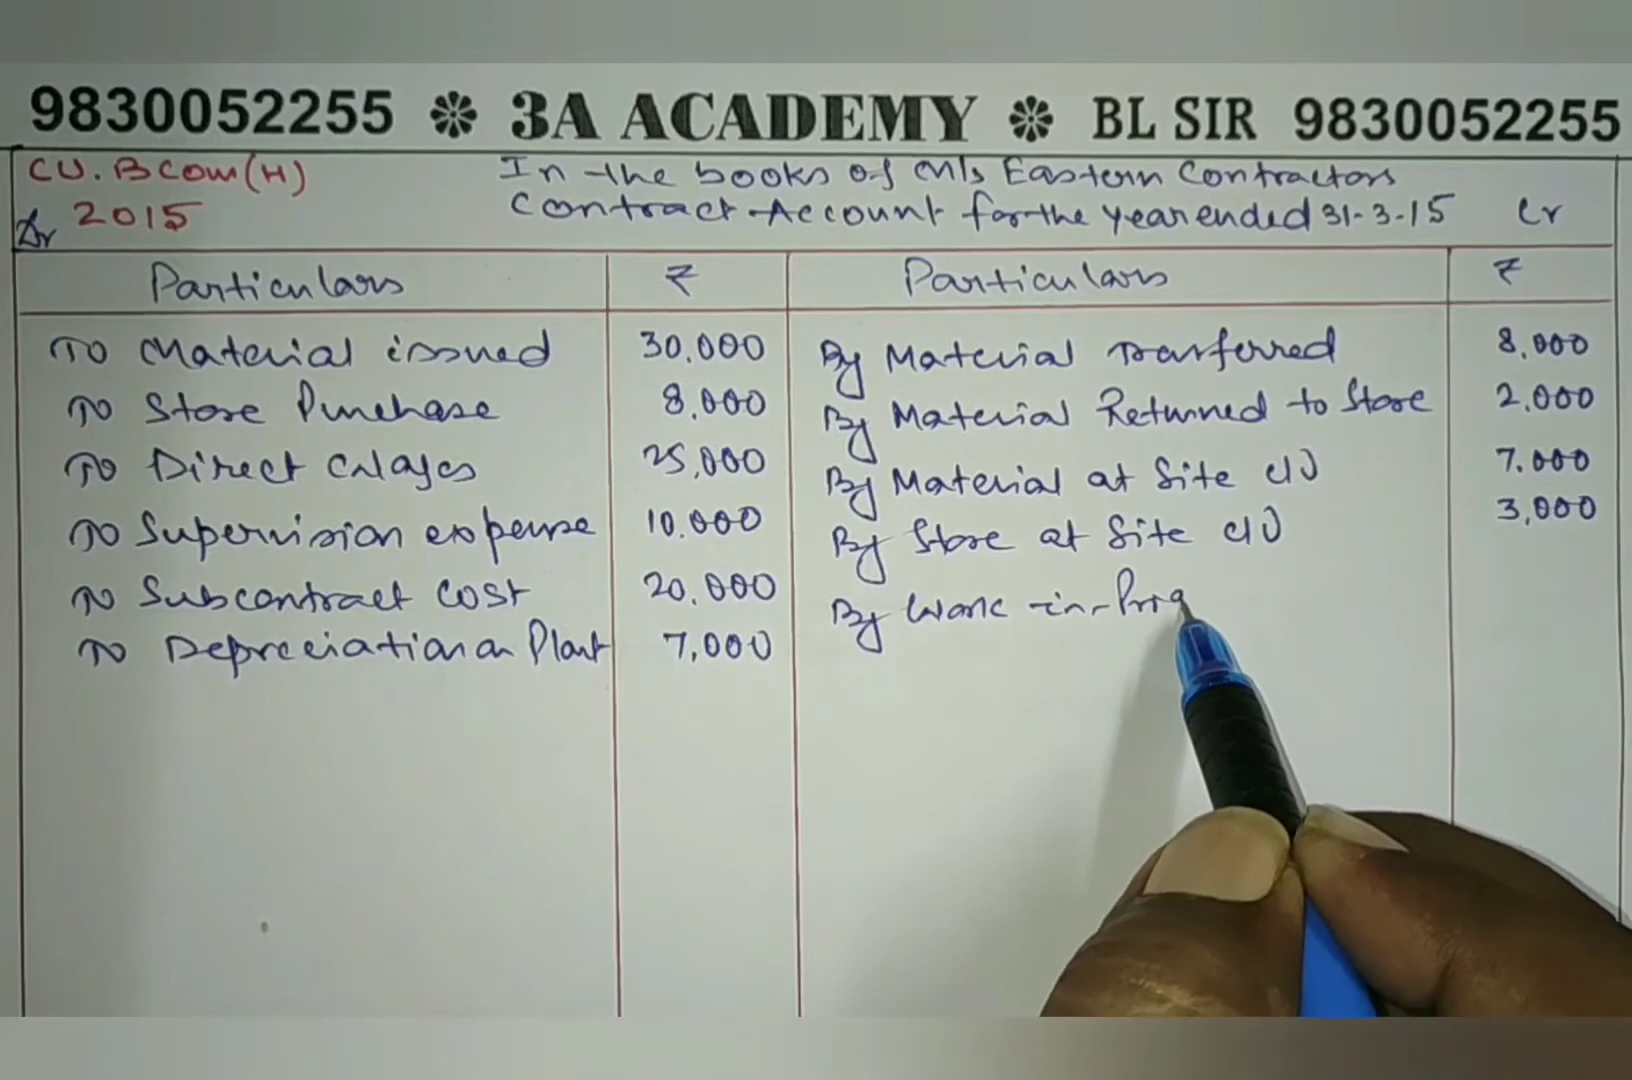 9830052255 ❋ 3A ACADEMY ❋ BL SIR 9830052255
CU. B Com (H) In the books of M/s Eastern Contractors
Dr 2015 Contract Account for the year ended 31-3-15 Cr
Particulars ₹ Particulars ₹
To Material issued 30,000 By Material Transferred 8,000
To Store Purchase 8,000 By Material Returned to Store 2,000
To Direct 25,000 By Material at Site c/d 7,000
To Supervision expense 10,000 By Store at Site c/d 3,000
To Subcontract cost 20,000 By Work-in-Prog
To Depreciation on Plant 7,000